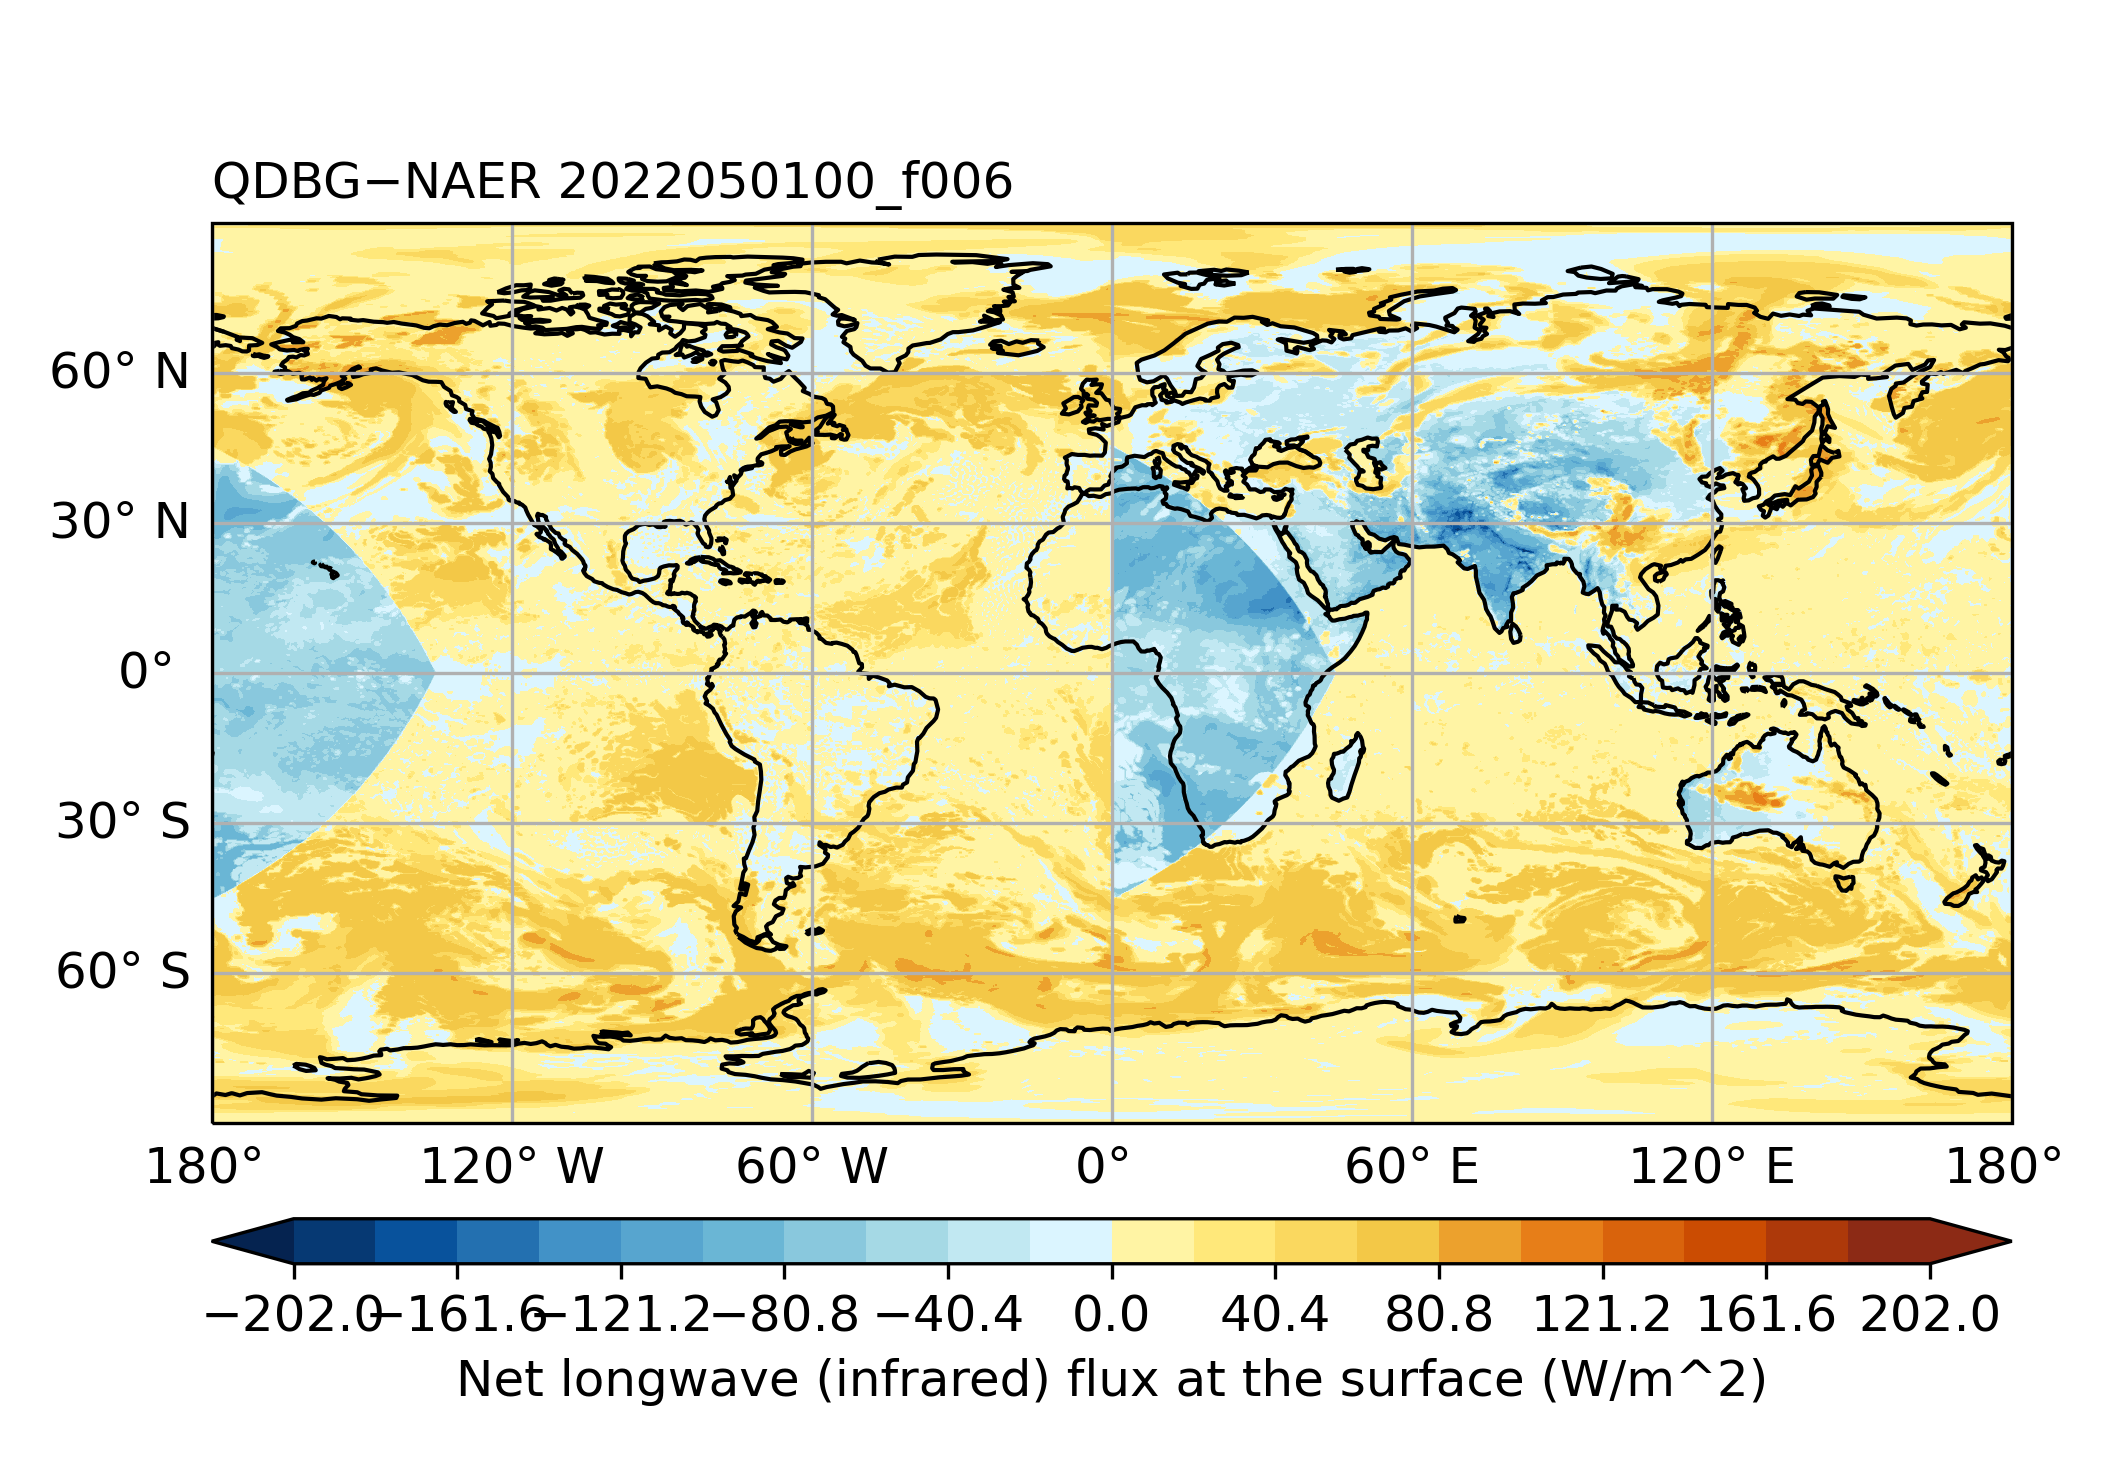 QDBG−NAER 2022050100_f006
60° N
30° N
0°
30° S
60° S
180° 120° W 60° W 0° 60° E 120° E 180°
−202.0 −161.6 −121.2 −80.8 −40.4 0.0 40.4 80.8 121.2 161.6 202.0
Net longwave (infrared) flux at the surface (W/m^2)